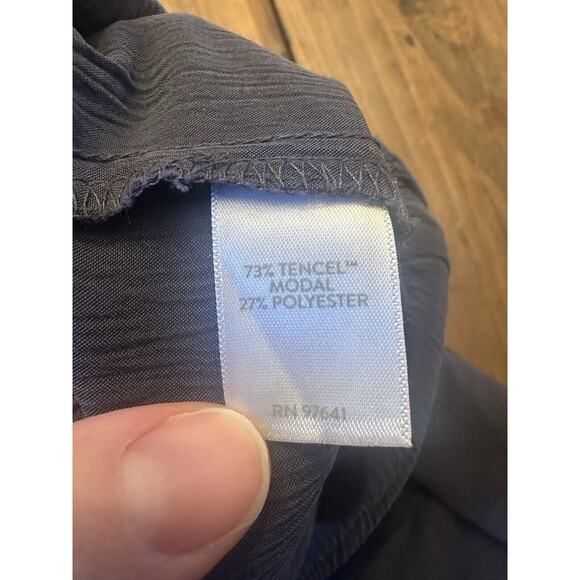 73% TENCEL™
MODAL
27% POLYESTER
RN 97641